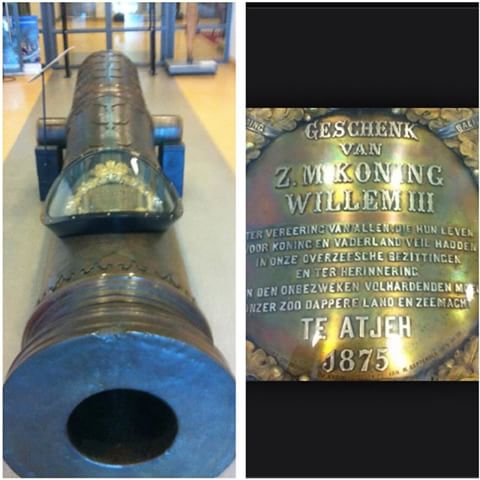 GESCHENK
VAN
Z.M KONING
WILLEM III
TER VEREERING VAN ALLEN, DIE HUN LEVEN
VOOR KONING EN VADERLAND VEIL HADDEN
IN ONZE OVERZEESCHE BEZITTINGEN
EN TER HERINNERING
DEN ONBEZWEKEN VOLHARDENDEN
ONZER ZOO DAPPERE LAND EN ZEEMACHT
TE ATJEH
1875